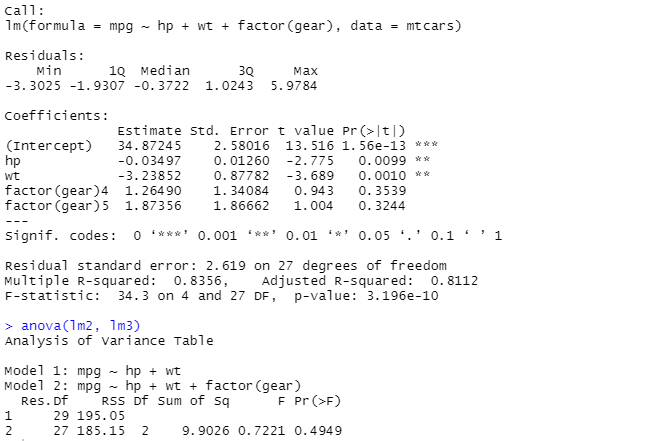 Call:
lm(formula = mpg ~ hp + wt + factor(gear), data = mtcars)
Residuals:
Min 1Q Median 3Q Max
-3.3025 -1.9307 -0.3722 1.0243 5.9784
Coefficients:
Estimate Std. Error t value Pr(>|t|)
(Intercept) 34.87245 2.58016 13.516 1.56e-13 ***
hp -0.03497 0.01260 -2.775 0.0099 **
wt -3.23852 0.87782 -3.689 0.0010 **
factor(gear)4 1.26490 1.34084 0.943 0.3539
factor(gear)5 1.87356 1.86662 1.004 0.3244
---
Signif. codes: 0 ‘***’ 0.001 ‘**’ 0.01 ‘*’ 0.05 ‘.’ 0.1 ‘ ’ 1
Residual standard error: 2.619 on 27 degrees of freedom
Multiple R-squared: 0.8356, Adjusted R-squared: 0.8112
F-statistic: 34.3 on 4 and 27 DF, p-value: 3.196e-10
> anova(lm2, lm3)
Analysis of Variance Table
Model 1: mpg ~ hp + wt
Model 2: mpg ~ hp + wt + factor(gear)
Res.Df RSS Df Sum of Sq F Pr(>F)
1 29 195.05
2 27 185.15 2 9.9026 0.7221 0.4949